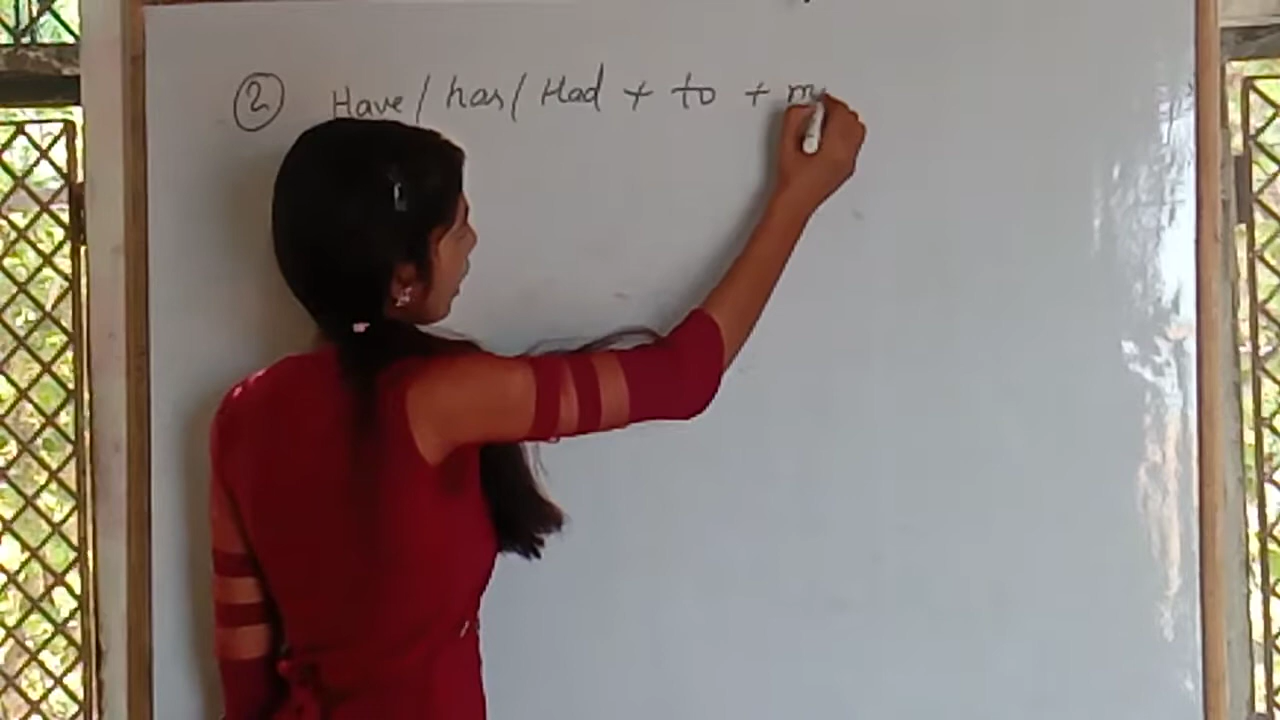 ② Have / has / Had + to + m